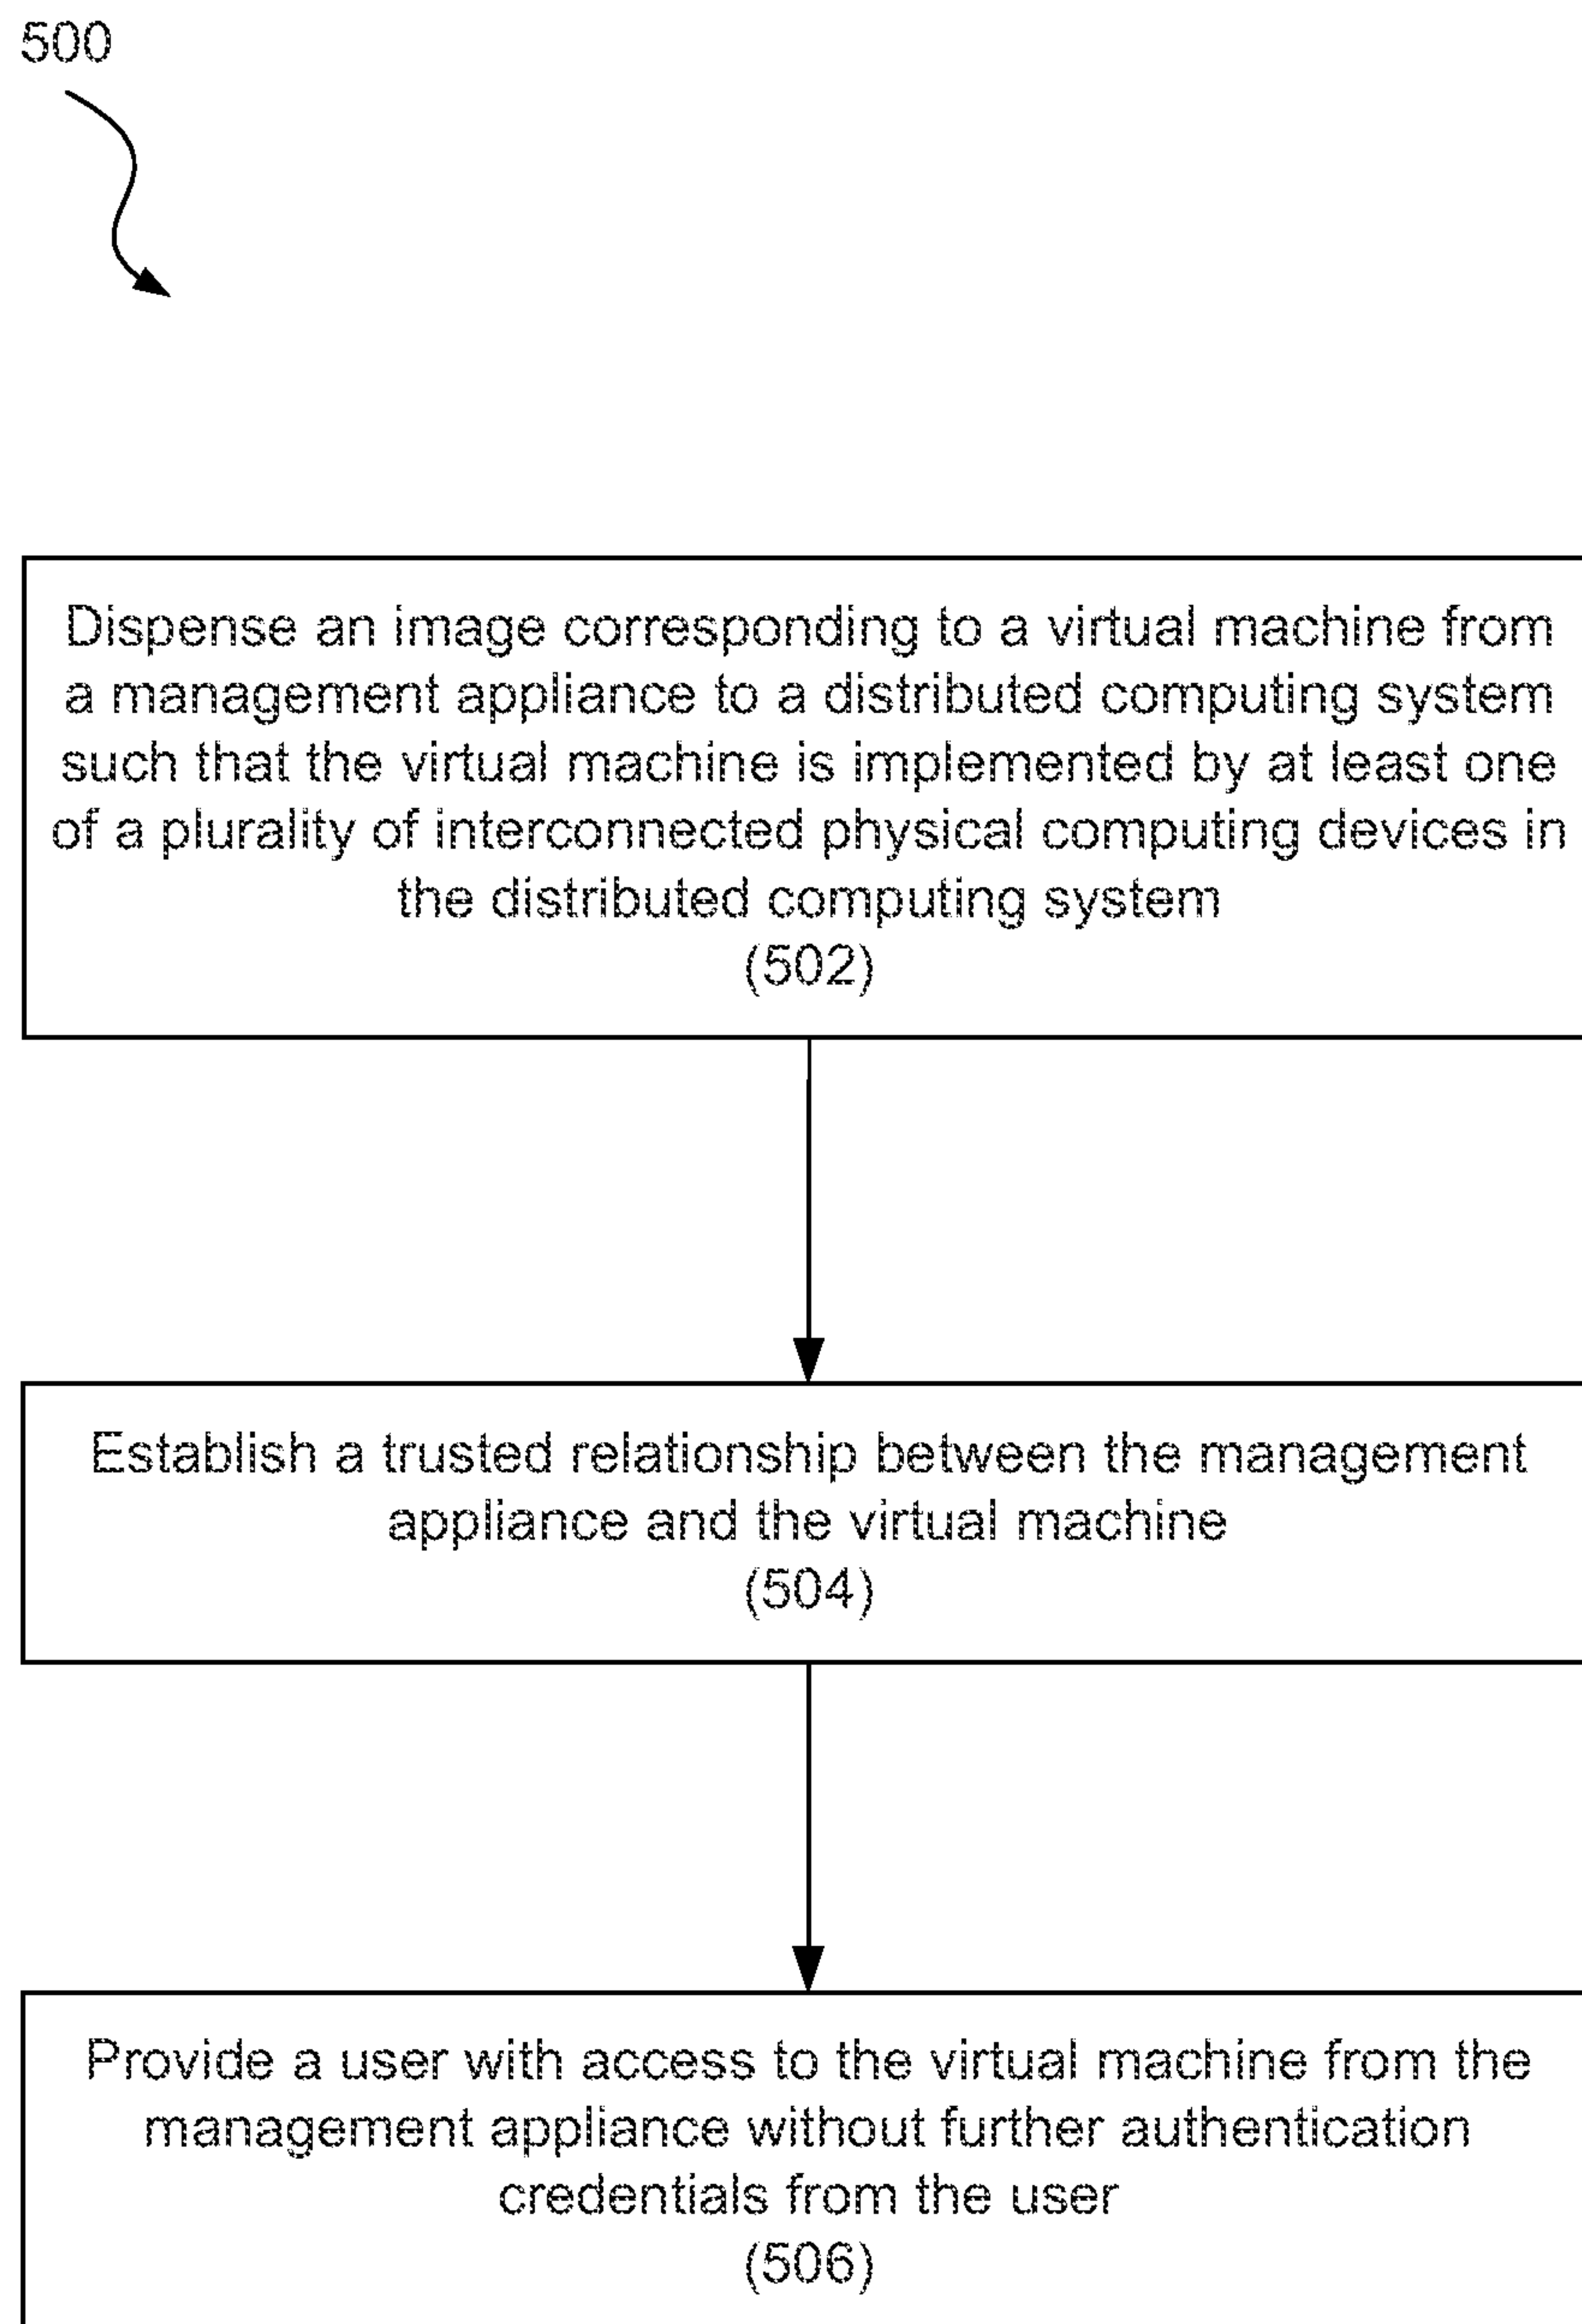 500
Dispense an image corresponding to a virtual machine from
a management appliance to a distributed computing system
such that the virtual machine is implemented by at least one
of a plurality of interconnected physical computing devices in
the distributed computing system
(502)
Establish a trusted relationship between the management
appliance and the virtual machine
(504)
Provide a user with access to the virtual machine from the
management appliance without further authentication
credentials from the user
(506)